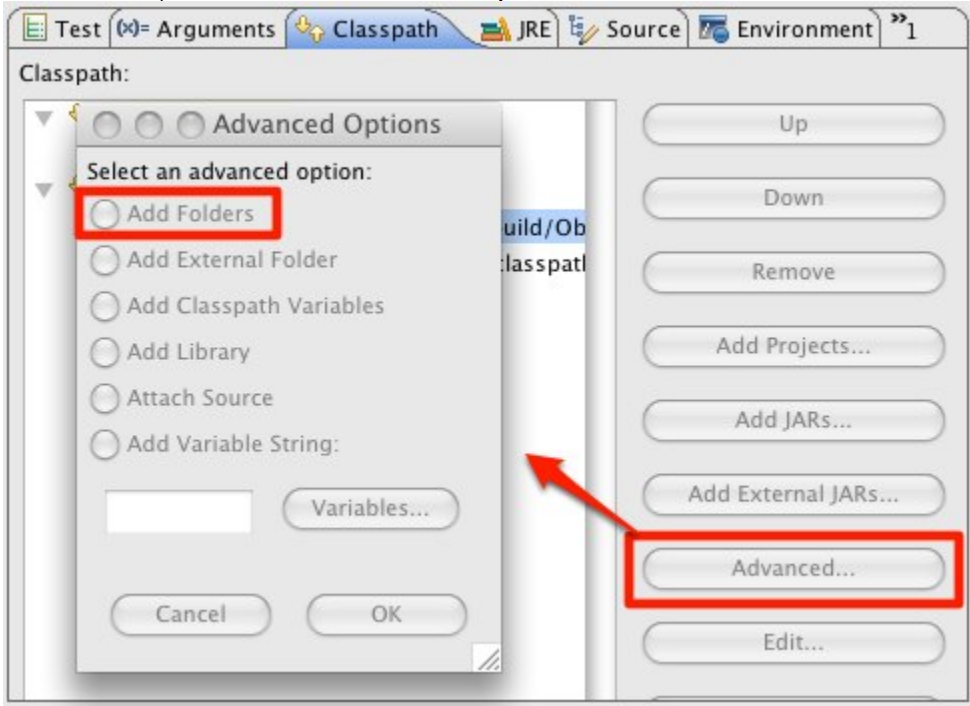 Test (x)= Arguments Classpath JRE Source Environment »1
Classpath:
Advanced Options
Select an advanced option:
Add Folders
Add External Folder
Add Classpath Variables
Add Library
Attach Source
Add Variable String:
Variables...
Cancel OK
uild/Ob
lasspatl
Up
Down
Remove
Add Projects...
Add JARs...
Add External JARs...
Advanced...
Edit...